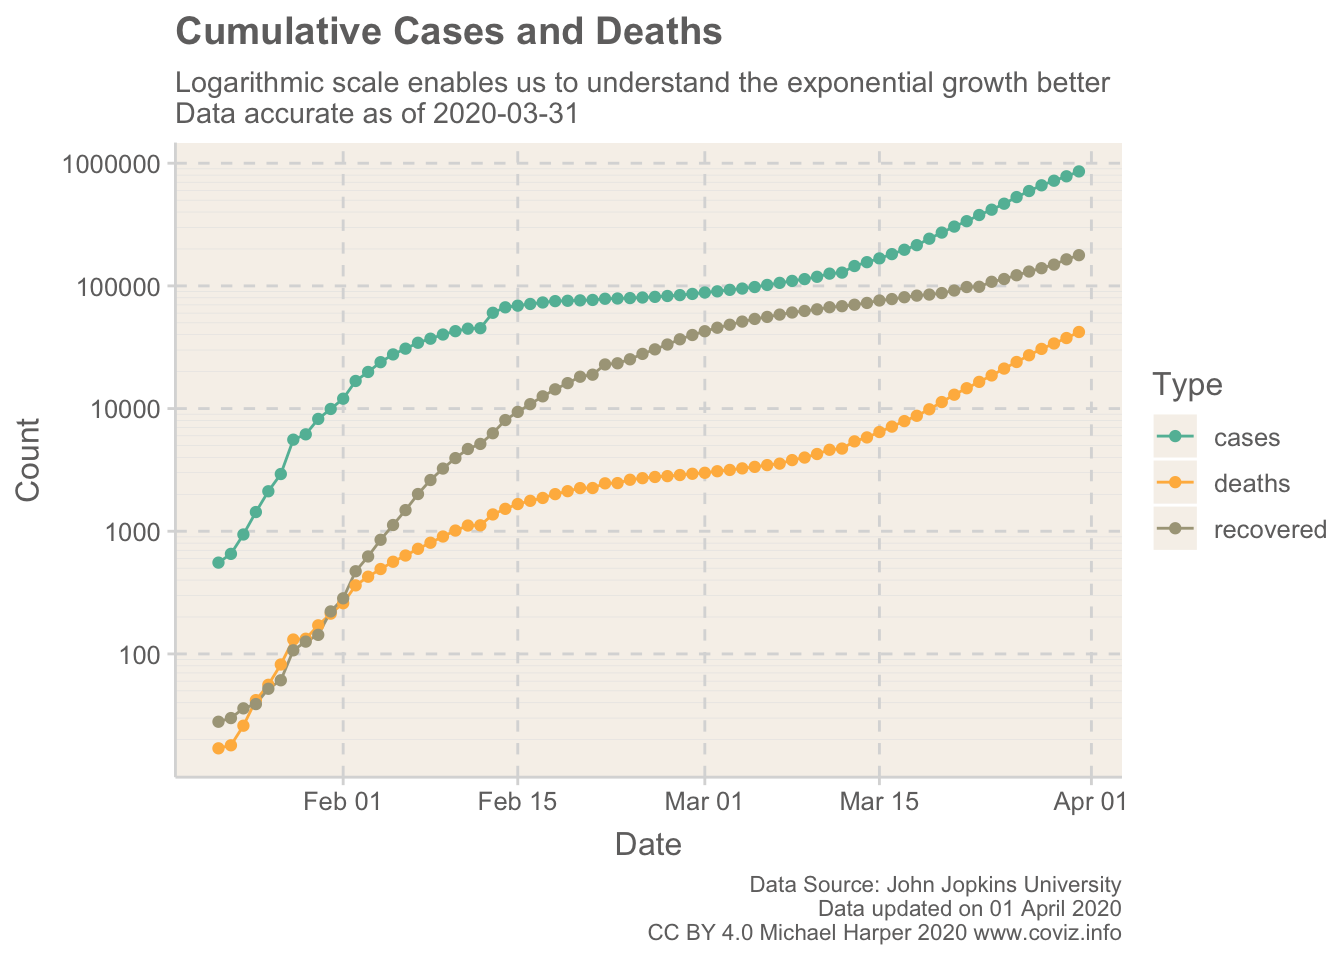 Cumulative Cases and Deaths
Logarithmic scale enables us to understand the exponential growth better
Data accurate as of 2020-03-31
1000000
100000
10000
1000
100
Count
Feb 01
Feb 15
Mar 01
Mar 15
Apr 01
Date
Type
cases
deaths
recovered
Data Source: John Jopkins University
Data updated on 01 April 2020
CC BY 4.0 Michael Harper 2020 www.coviz.info